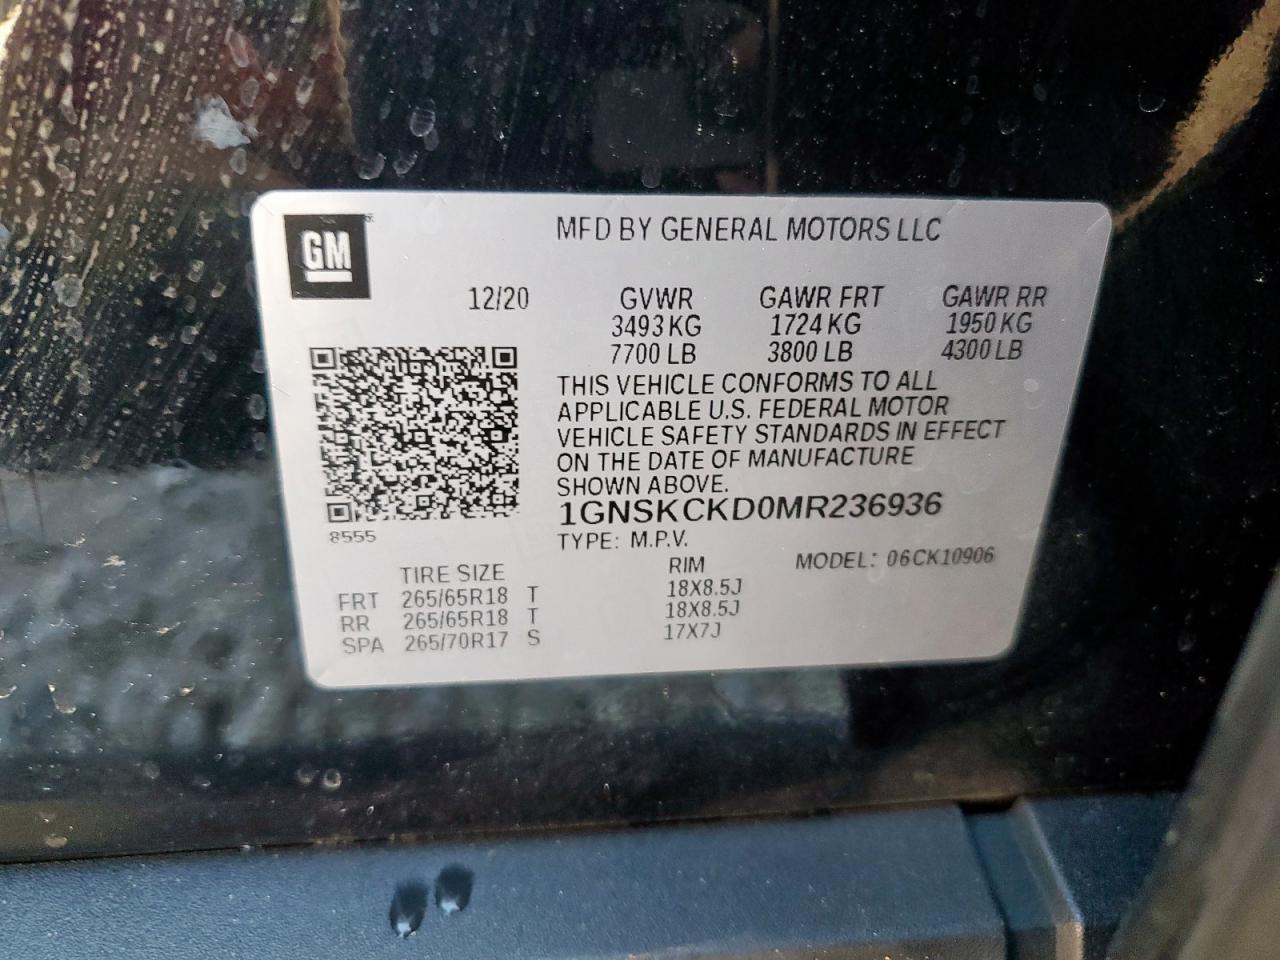 GM
MFD BY GENERAL MOTORS LLC
12/20 GVWR GAWR FRT GAWR RR
3493 KG 1724 KG 1950 KG
7700 LB 3800 LB 4300 LB
THIS VEHICLE CONFORMS TO ALL
APPLICABLE U.S. FEDERAL MOTOR
VEHICLE SAFETY STANDARDS IN EFFECT
ON THE DATE OF MANUFACTURE
SHOWN ABOVE.
1GNSKCKD0MR236936
8555
TYPE: M.P.V. MODEL: 06CK10906
TIRE SIZE RIM
FRT 265/65R18 T 18X8.5J
RR 265/65R18 T 18X8.5J
SPA 265/70R17 S 17X7J